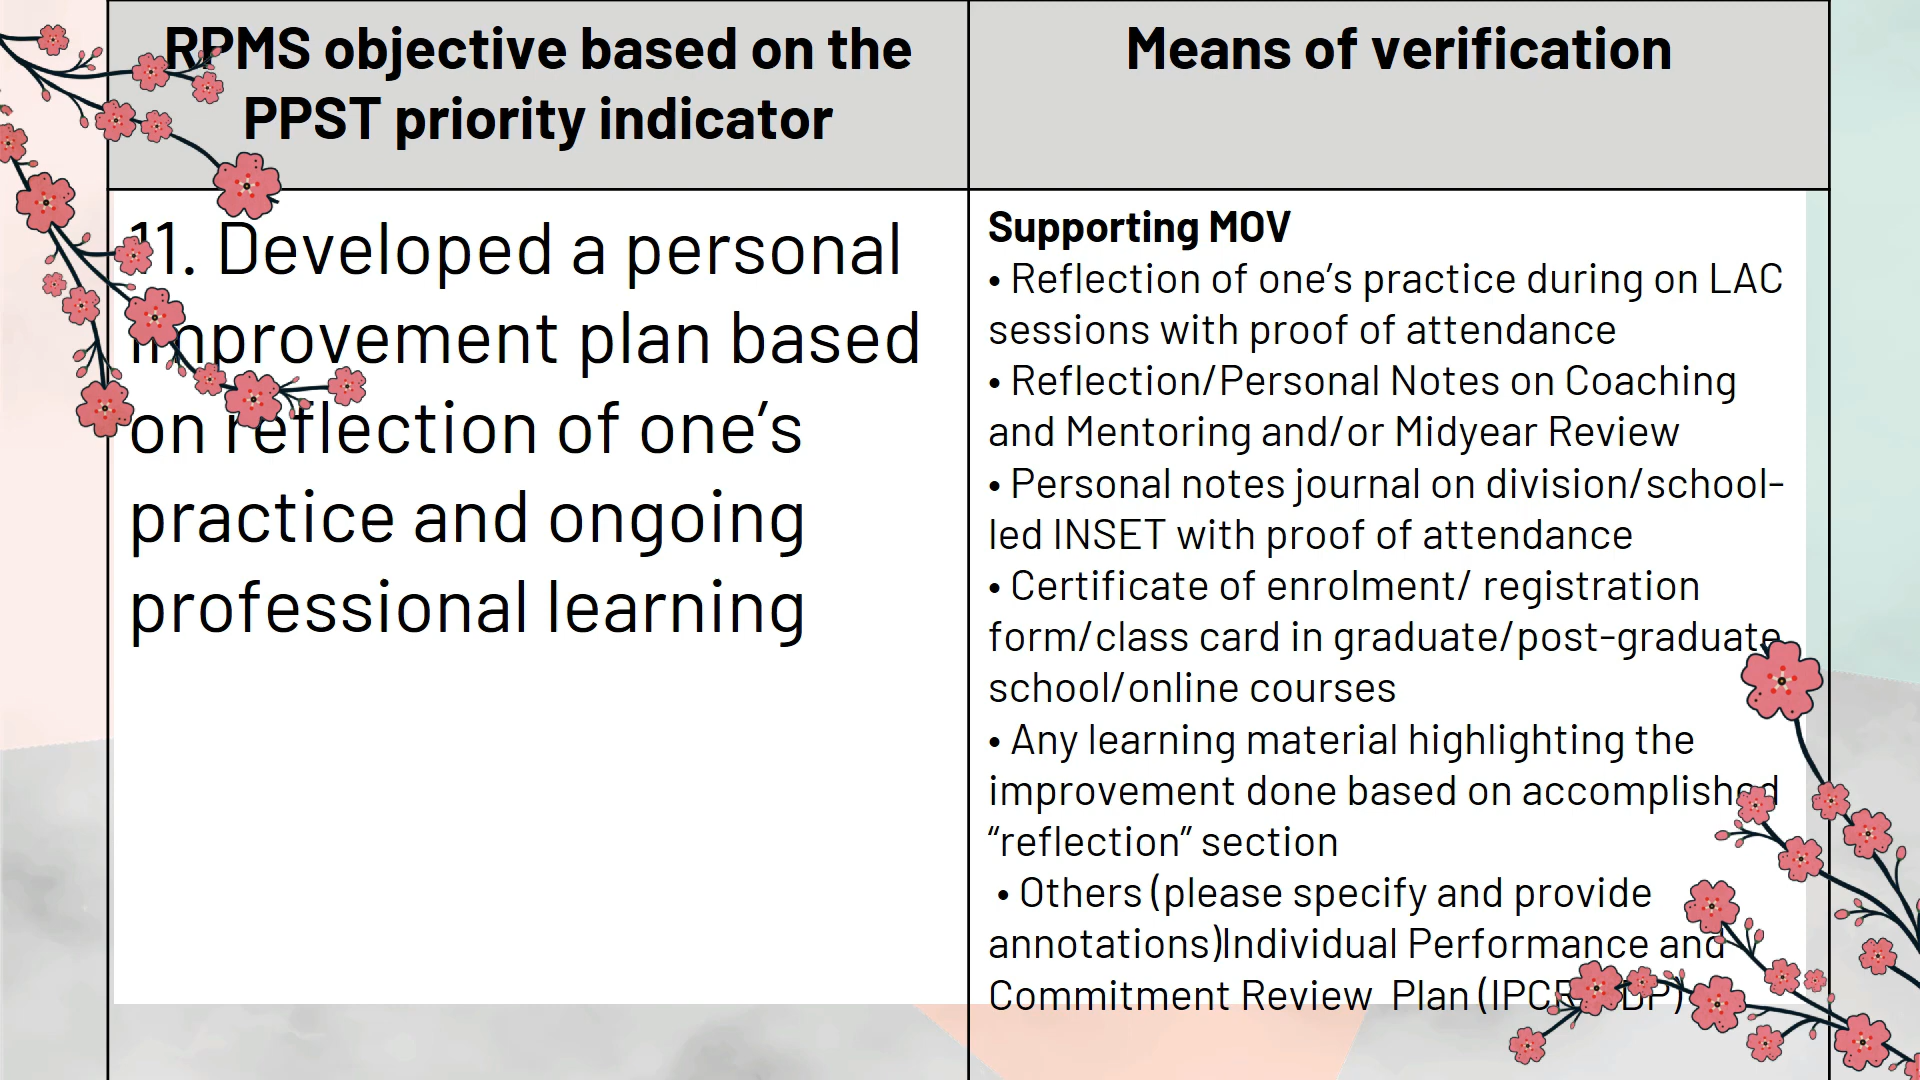 RPMS objective based on the
PPST priority indicator
Means of verification
11. Developed a personal
improvement plan based
on reflection of one’s
practice and ongoing
professional learning
Supporting MOV
• Reflection of one’s practice during on LAC
sessions with proof of attendance
• Reflection/Personal Notes on Coaching
and Mentoring and/or Midyear Review
• Personal notes journal on division/school-
led INSET with proof of attendance
• Certificate of enrolment/ registration
form/class card in graduate/post-graduate
school/online courses
• Any learning material highlighting the
improvement done based on accomplished
“reflection” section
• Others (please specify and provide
annotations)Individual Performance and
Commitment Review Plan